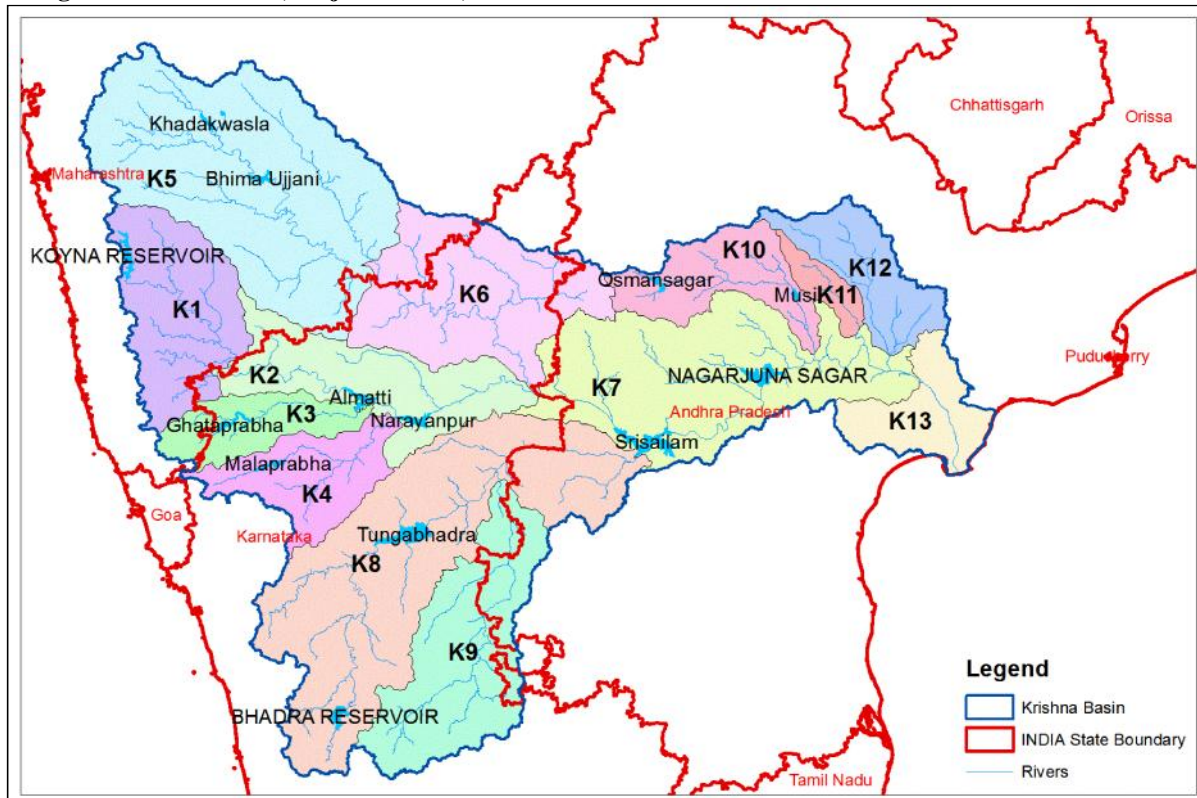 Chhattisgarh
Orissa
Khadakwasla
Maharashtra
K5
Bhima Ujjani
KOYNA RESERVOIR
K10
K12
Osmansagar
Musi
K11
K6
K1
Puducherry
K2
NAGARJUNA SAGAR
K7
Almatti
K3
Ghataprabha
Narayanpur
Andhra Pradesh
K13
Srisailam
Malaprabha
K4
Goa
Karnataka
Tungabhadra
K8
K9
BHADRA RESERVOIR
Legend
Krishna Basin
INDIA State Boundary
Rivers
Tamil Nadu